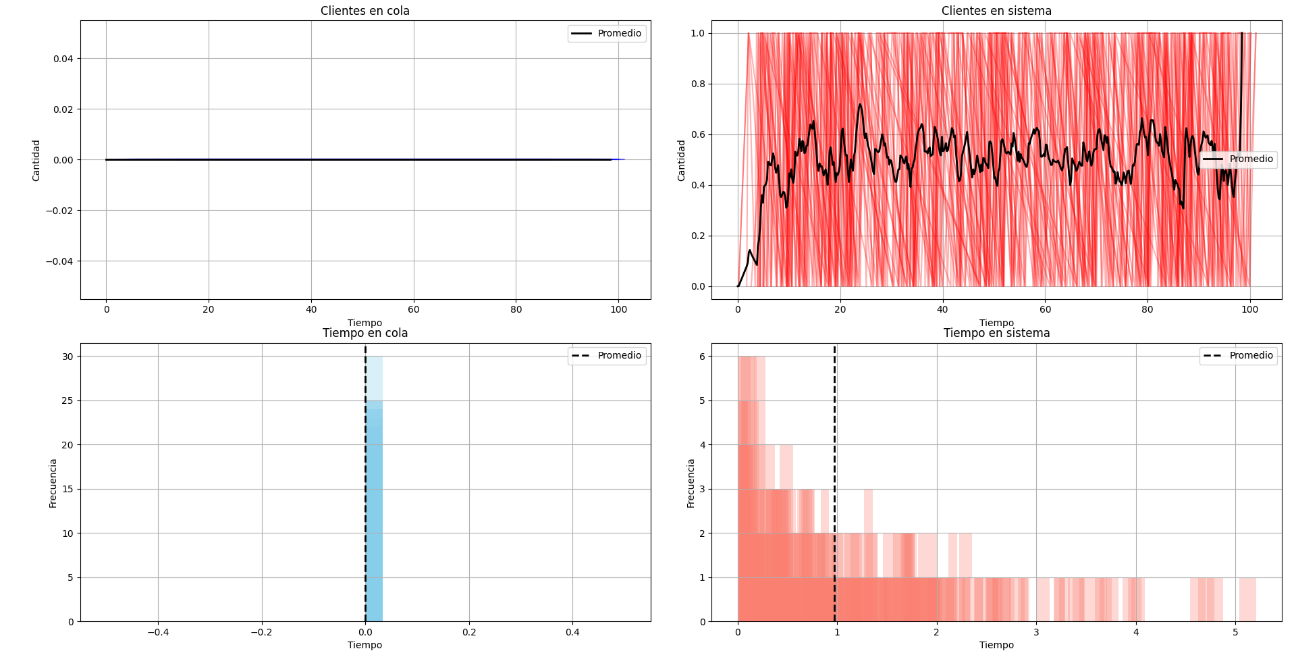 Clientes en cola
Promedio
Cantidad
0.04
0.02
0.00
−0.02
−0.04
0 20 40 60 80 100
Tiempo
Clientes en sistema
Promedio
Cantidad
1.0
0.8
0.6
0.4
0.2
0.0
0 20 40 60 80 100
Tiempo
Tiempo en cola
Promedio
Frecuencia
30
25
20
15
10
5
0
−0.4 −0.2 0.0 0.2 0.4
Tiempo
Tiempo en sistema
Promedio
Frecuencia
6
5
4
3
2
1
0
0 1 2 3 4 5
Tiempo